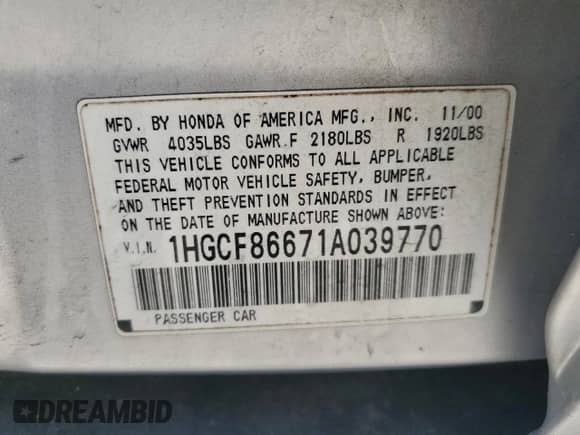 MFD. BY HONDA OF AMERICA MFG., INC. 11/00
GVWR 4035LBS GAWR F 2180LBS R 1920LBS
THIS VEHICLE CONFORMS TO ALL APPLICABLE
FEDERAL MOTOR VEHICLE SAFETY, BUMPER,
AND THEFT PREVENTION STANDARDS IN EFFECT
ON THE DATE OF MANUFACTURE SHOWN ABOVE:
V.I.N. 1HGCF86671A039770
PASSENGER CAR
DREAMBID